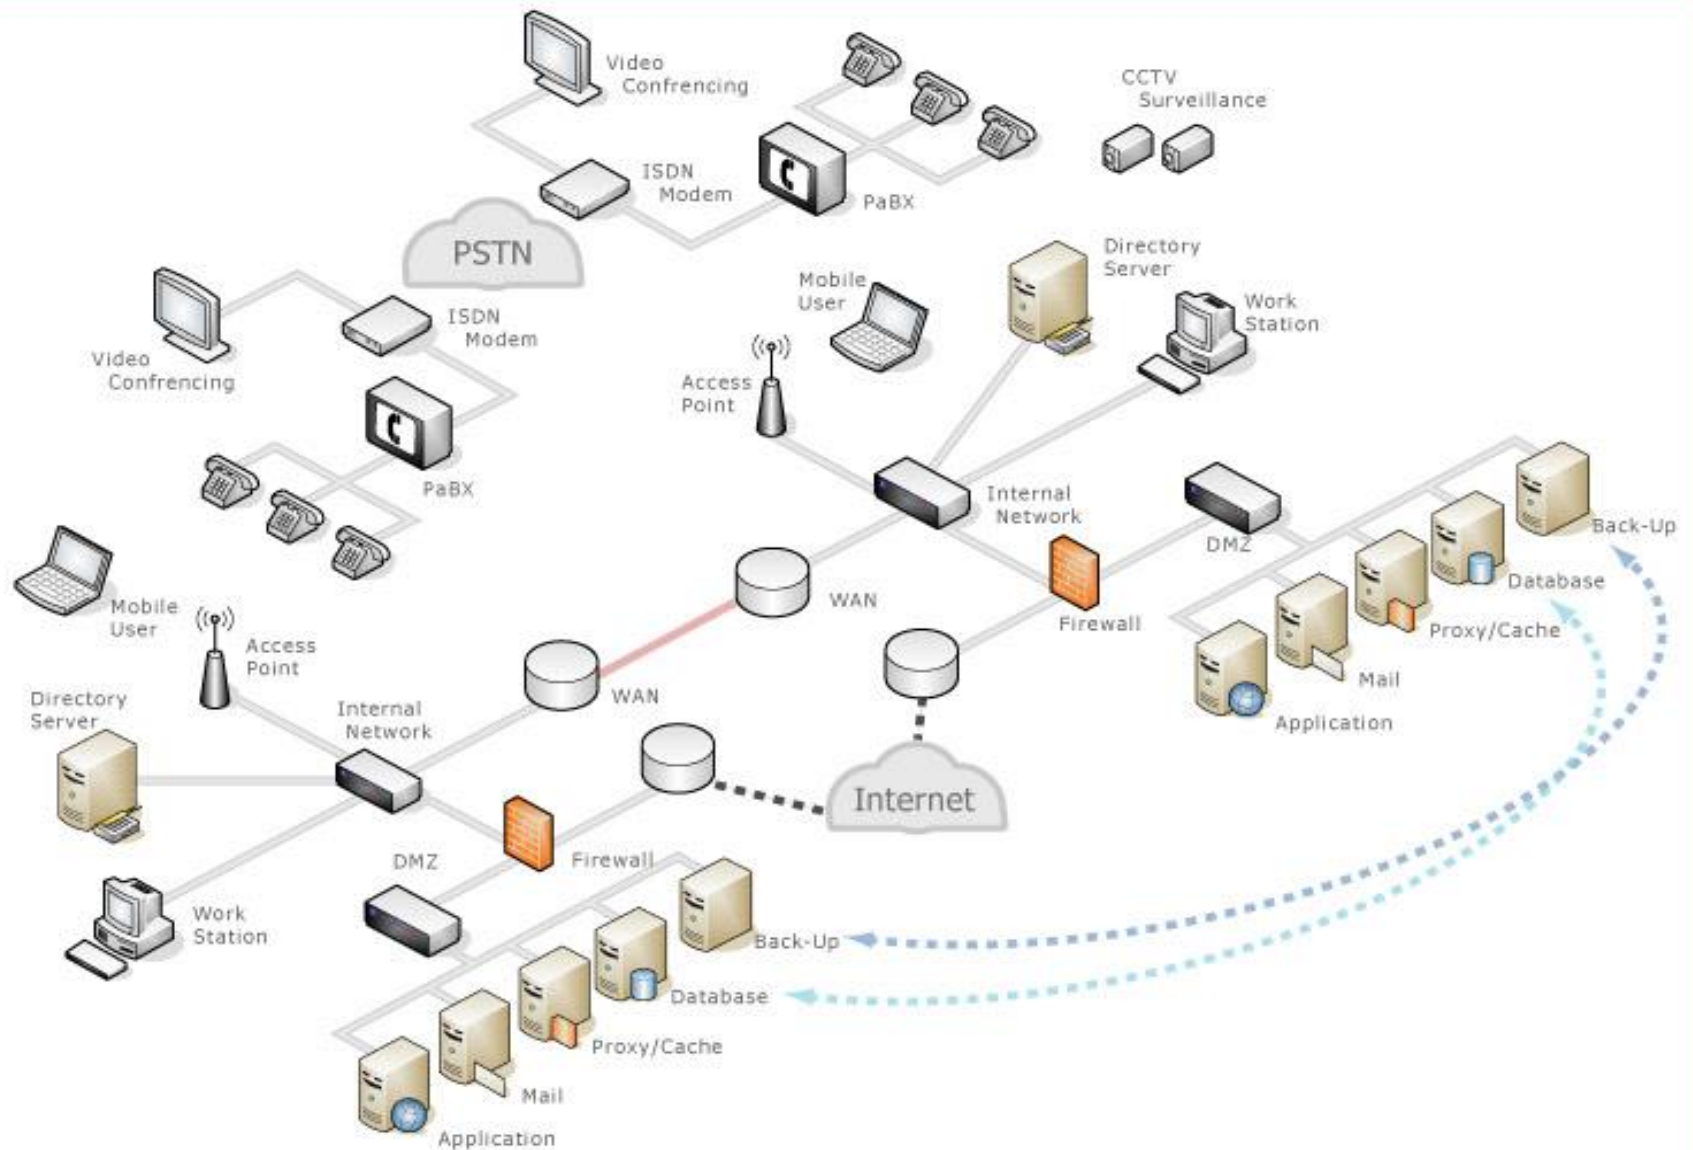 Video
Confrencing
CCTV
Surveillance
ISDN
Modem
PaBX
PSTN
Directory
Server
Mobile
User
Work
Station
ISDN
Modem
Video
Confrencing
Access
Point
PaBX
Internal
Network
DMZ
Back-Up
Database
Mobile
User
WAN
Firewall
Proxy/Cache
Access
Point
Mail
Directory
Server
WAN
Internal
Network
Application
Internet
DMZ
Firewall
Work
Station
Back-Up
Database
Proxy/Cache
Mail
Application